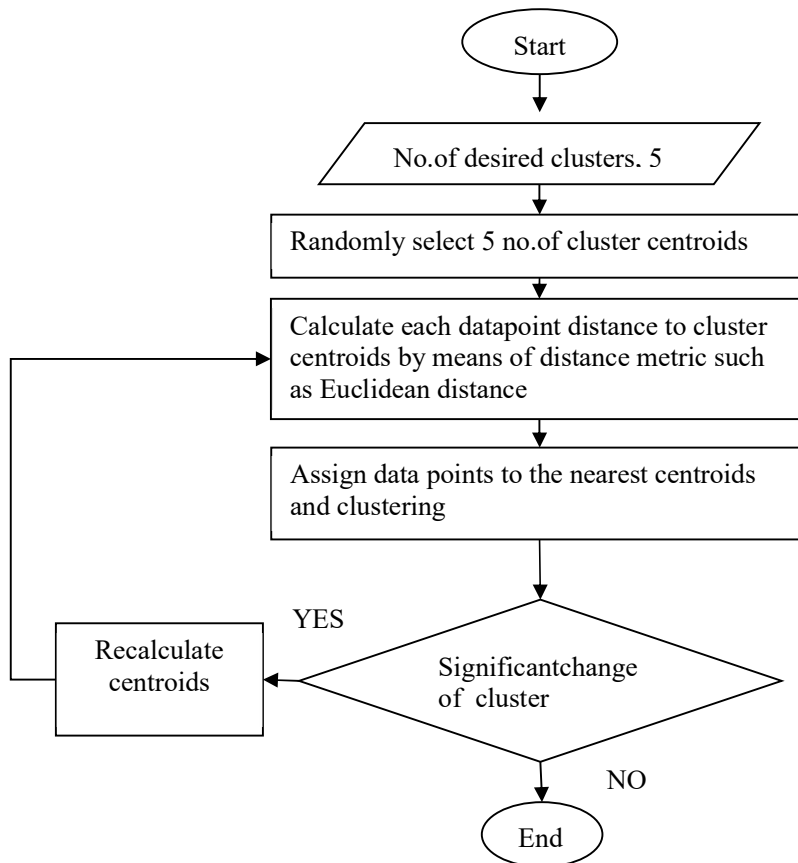 Start
No.of desired clusters. 5
Randomly select 5 no.of cluster centroids
Calculate each datapoint distance to cluster
centroids by means of distance metric such
as Euclidean distance
Assign data points to the nearest centroids
and clustering
YES
Recalculate
centroids
Significantchange
of cluster
NO
End